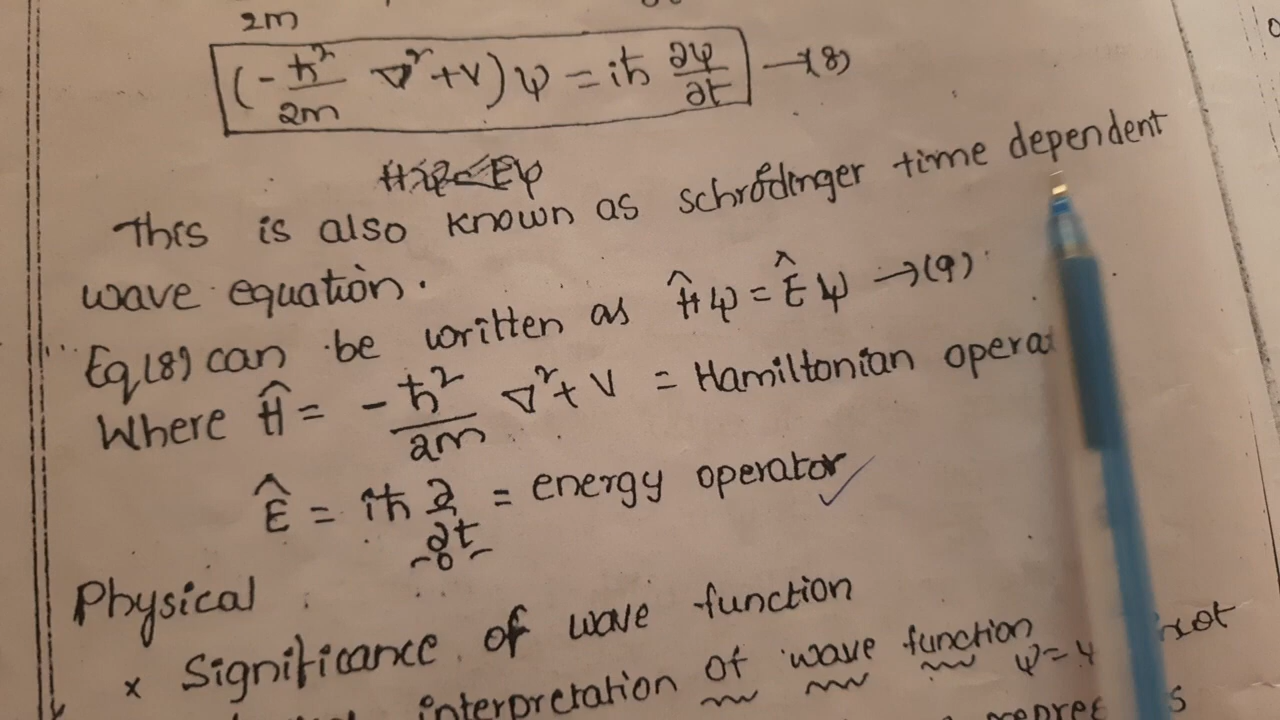 2m
(-ħ²/2m ∇²+V)ψ = iħ ∂ψ/∂t →(8)
This is also known as schrödinger time dependent
wave equation.
Eq(8) can be written as Ĥψ = Êψ →(9)
Where Ĥ = -ħ²/2m ∇²+V = Hamiltonian opera
Ê = iħ ∂/∂t = energy operator
Physical
x Significance of wave function
interpretation of wave function ψ=